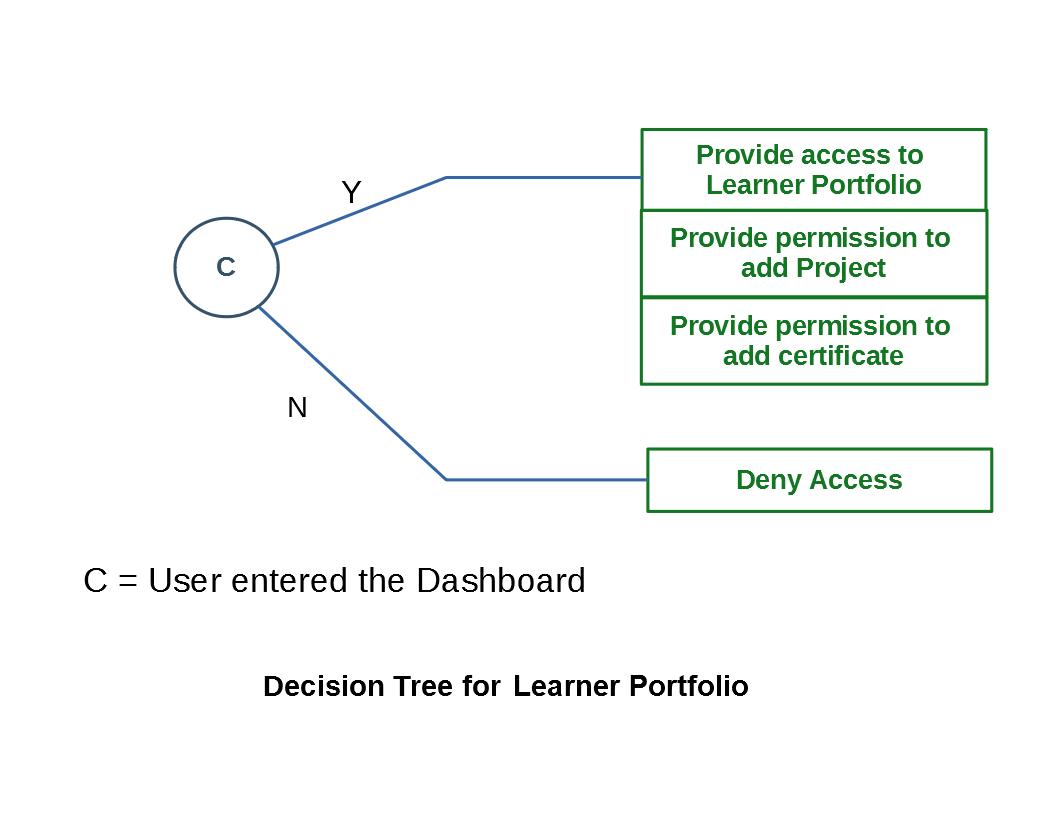 Provide access to
Learner Portfolio
Y
Provide permission to
add Project
C
Provide permission to
add certificate
N
Deny Access
C = User entered the Dashboard
Decision Tree for Learner Portfolio